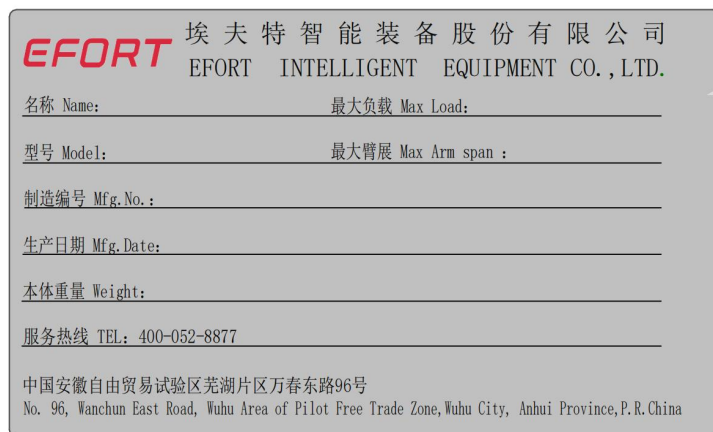 EFORT 埃夫特智能装备股份有限公司
EFORT INTELLIGENT EQUIPMENT CO.,LTD.
名称 Name: 最大负载 Max Load:
型号 Model: 最大臂展 Max Arm span :
制造编号 Mfg.No.:
生产日期 Mfg.Date:
本体重量 Weight:
服务热线 TEL: 400-052-8877
中国安徽自由贸易试验区芜湖片区万春东路96号
No. 96, Wanchun East Road, Wuhu Area of Pilot Free Trade Zone,Wuhu City, Anhui Province,P.R.China